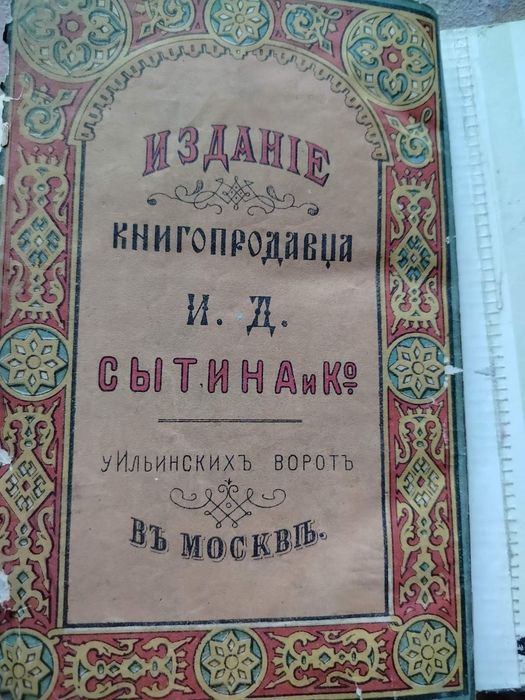 ИЗДАНІЕ
КНИГОПРОДАВЦА
И. Д.
СЫТИНА и Ко
У Ильинскихъ воротъ
ВЪ МОСКВѢ.